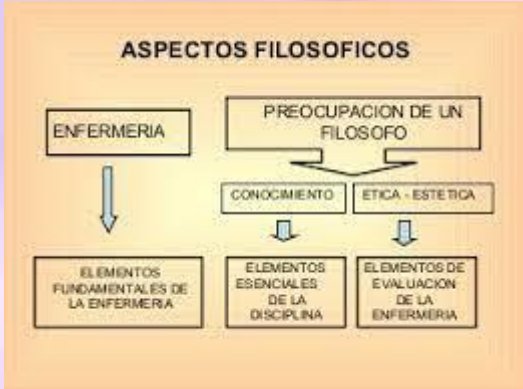 ASPECTOS FILOSOFICOS
ENFERMERIA
PREOCUPACION DE UN
FILOSOFO
CONOCIMIENTO
ETICA - ESTETICA
ELEMENTOS
FUNDAMENTALES DE
LA ENFERMERIA
ELEMENTOS
ESENCIALES
DE LA
DISCIPLINA
ELEMENTOS DE
EVALUACION
DE LA
ENFERMERIA